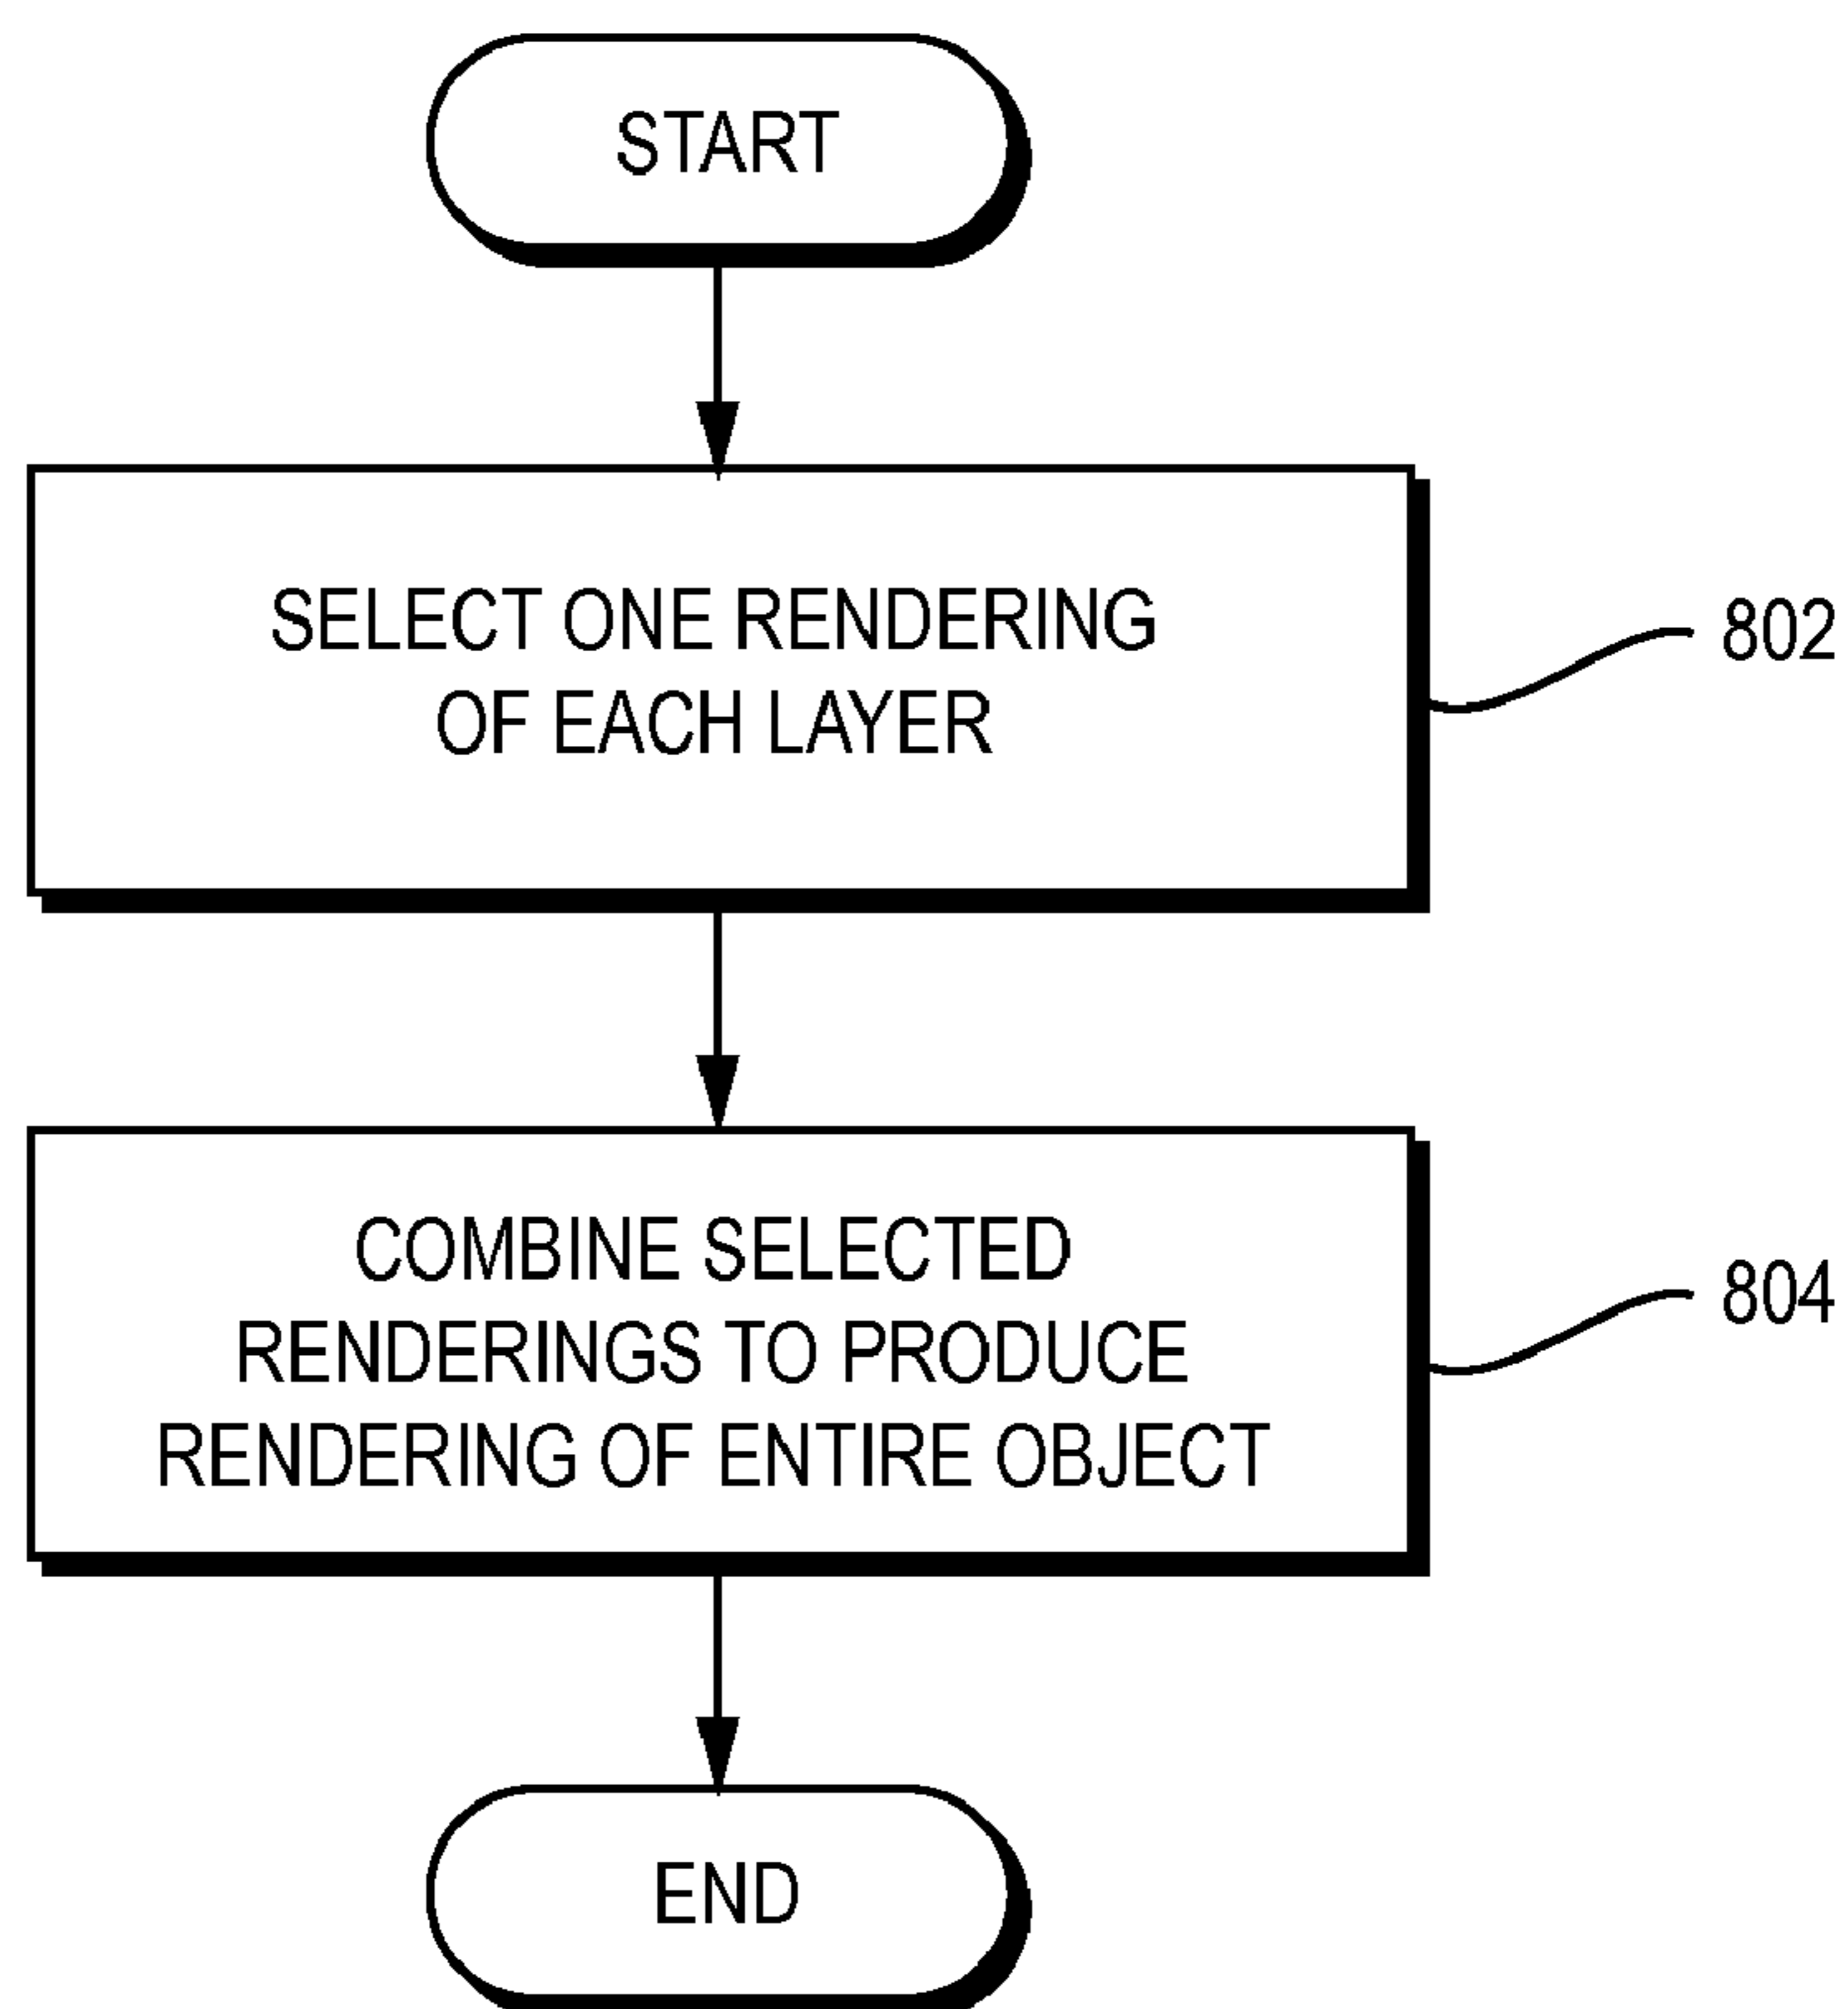 START
SELECT ONE RENDERING
OF EACH LAYER
802
COMBINE SELECTED
RENDERINGS TO PRODUCE
RENDERING OF ENTIRE OBJECT
804
END